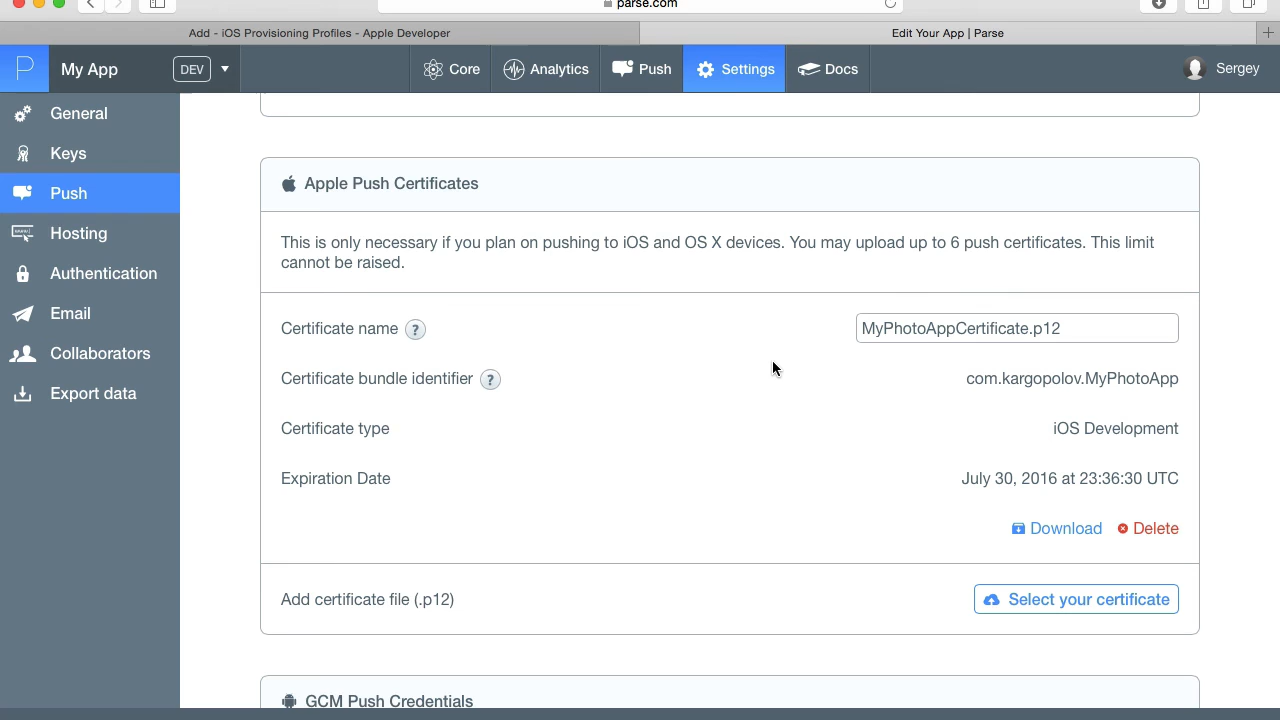 parse.com
Add - iOS Provisioning Profiles - Apple Developer
Edit Your App | Parse
My App
DEV
Core
Analytics
Push
Settings
Docs
Sergey
General
Keys
Push
Hosting
Authentication
Email
Collaborators
Export data
Apple Push Certificates
This is only necessary if you plan on pushing to iOS and OS X devices. You may upload up to 6 push certificates. This limit
cannot be raised.
Certificate name ?
MyPhotoAppCertificate.p12
Certificate bundle identifier ?
com.kargopolov.MyPhotoApp
Certificate type
iOS Development
Expiration Date
July 30, 2016 at 23:36:30 UTC
Download
Delete
Add certificate file (.p12)
Select your certificate
GCM Push Credentials